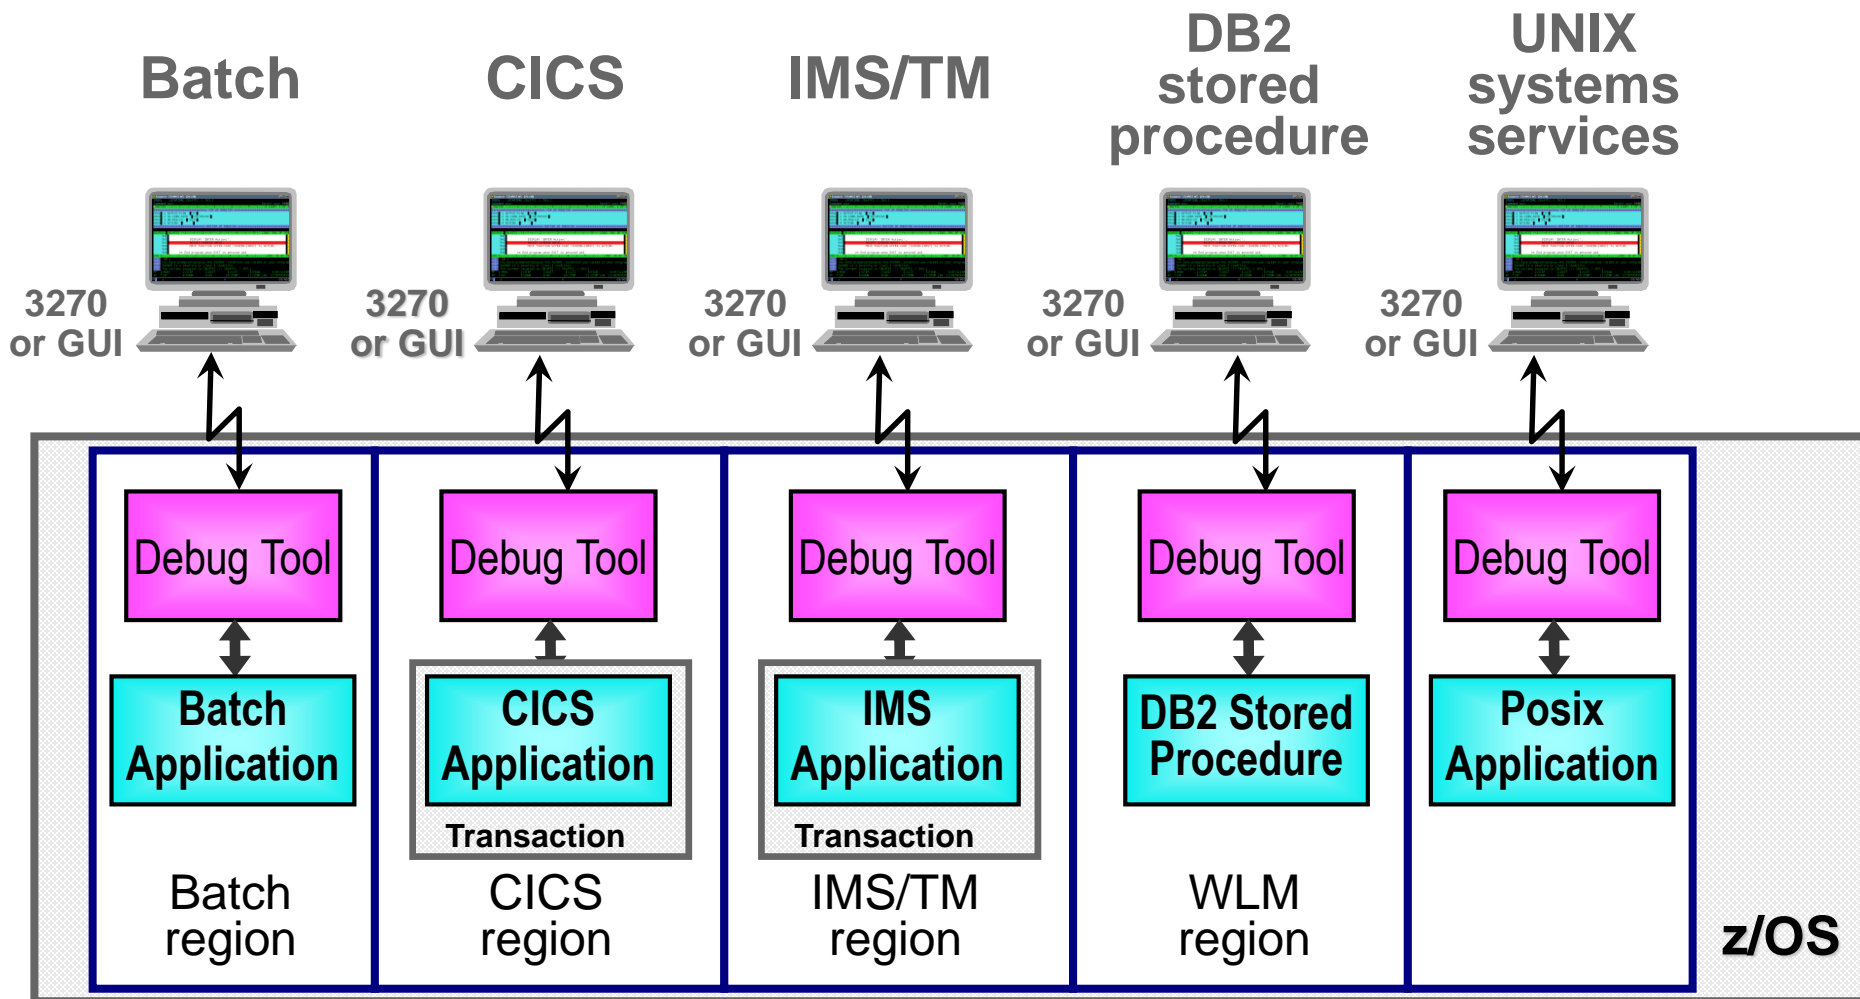 Batch
CICS
IMS/TM
DB2
stored
procedure
UNIX
systems
services
3270
or GUI
3270
or GUI
3270
or GUI
3270
or GUI
3270
or GUI
Debug Tool
Debug Tool
Debug Tool
Debug Tool
Debug Tool
Batch
Application
CICS
Application
Transaction
IMS
Application
Transaction
DB2 Stored
Procedure
Posix
Application
Batch
region
CICS
region
IMS/TM
region
WLM
region
z/OS